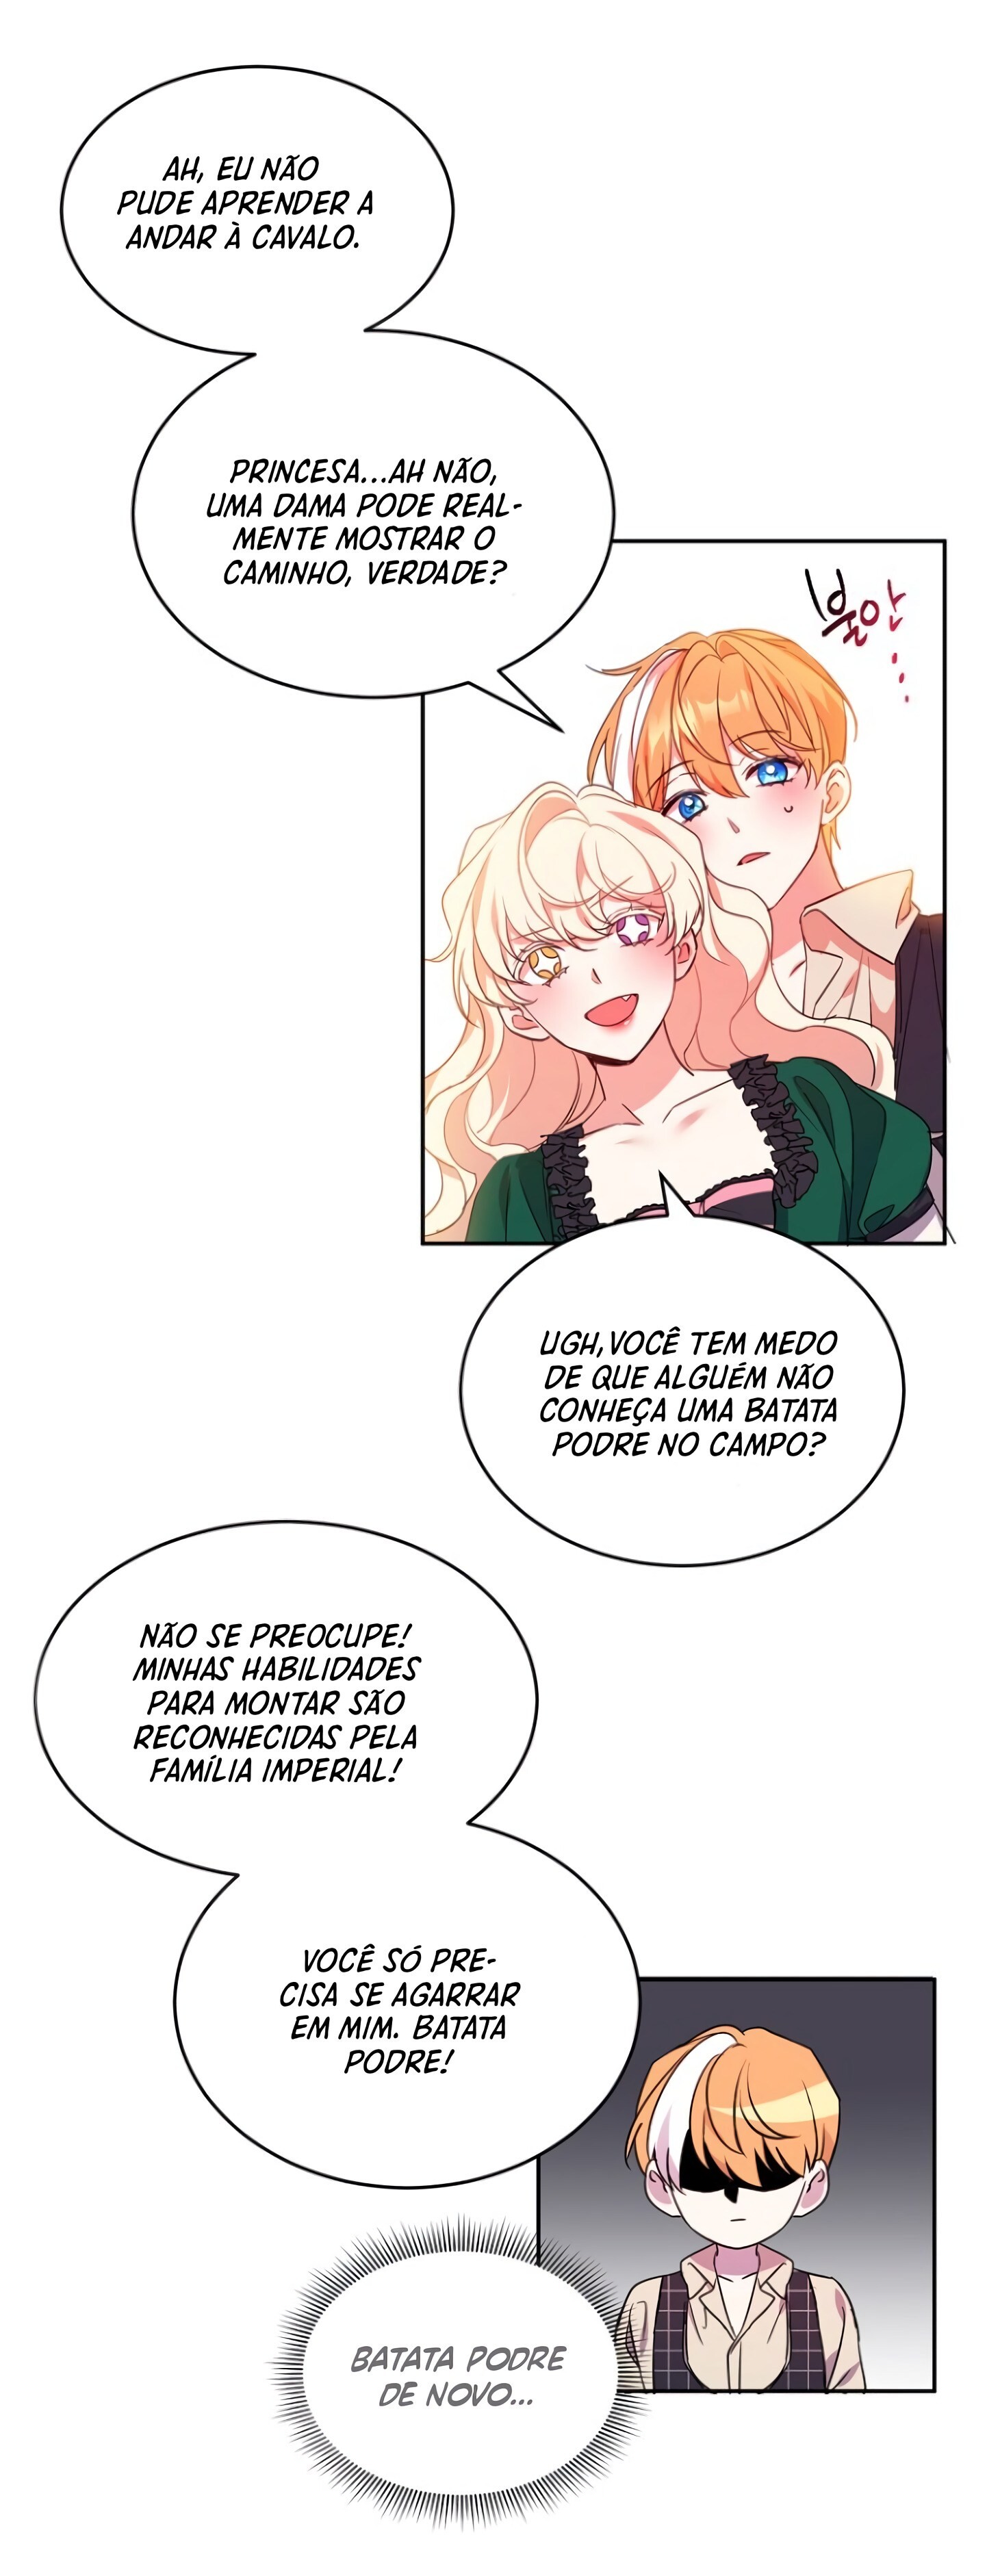 AH, EU NÃO
PUDE APRENDER A
ANDAR À CAVALO.
PRINCESA...AH NÃO,
UMA DAMA PODE REAL-
MENTE MOSTRAR O
CAMINHO, VERDADE?
불안
UGH,VOCÊ TEM MEDO
DE QUE ALGUÉM NÃO
CONHEÇA UMA BATATA
PODRE NO CAMPO?
NÃO SE PREOCUPE!
MINHAS HABILIDADES
PARA MONTAR SÃO
RECONHECIDAS PELA
FAMÍLIA IMPERIAL!
VOCÊ SÓ PRE-
CISA SE AGARRAR
EM MIM. BATATA
PODRE!
BATATA PODRE
DE NOVO...